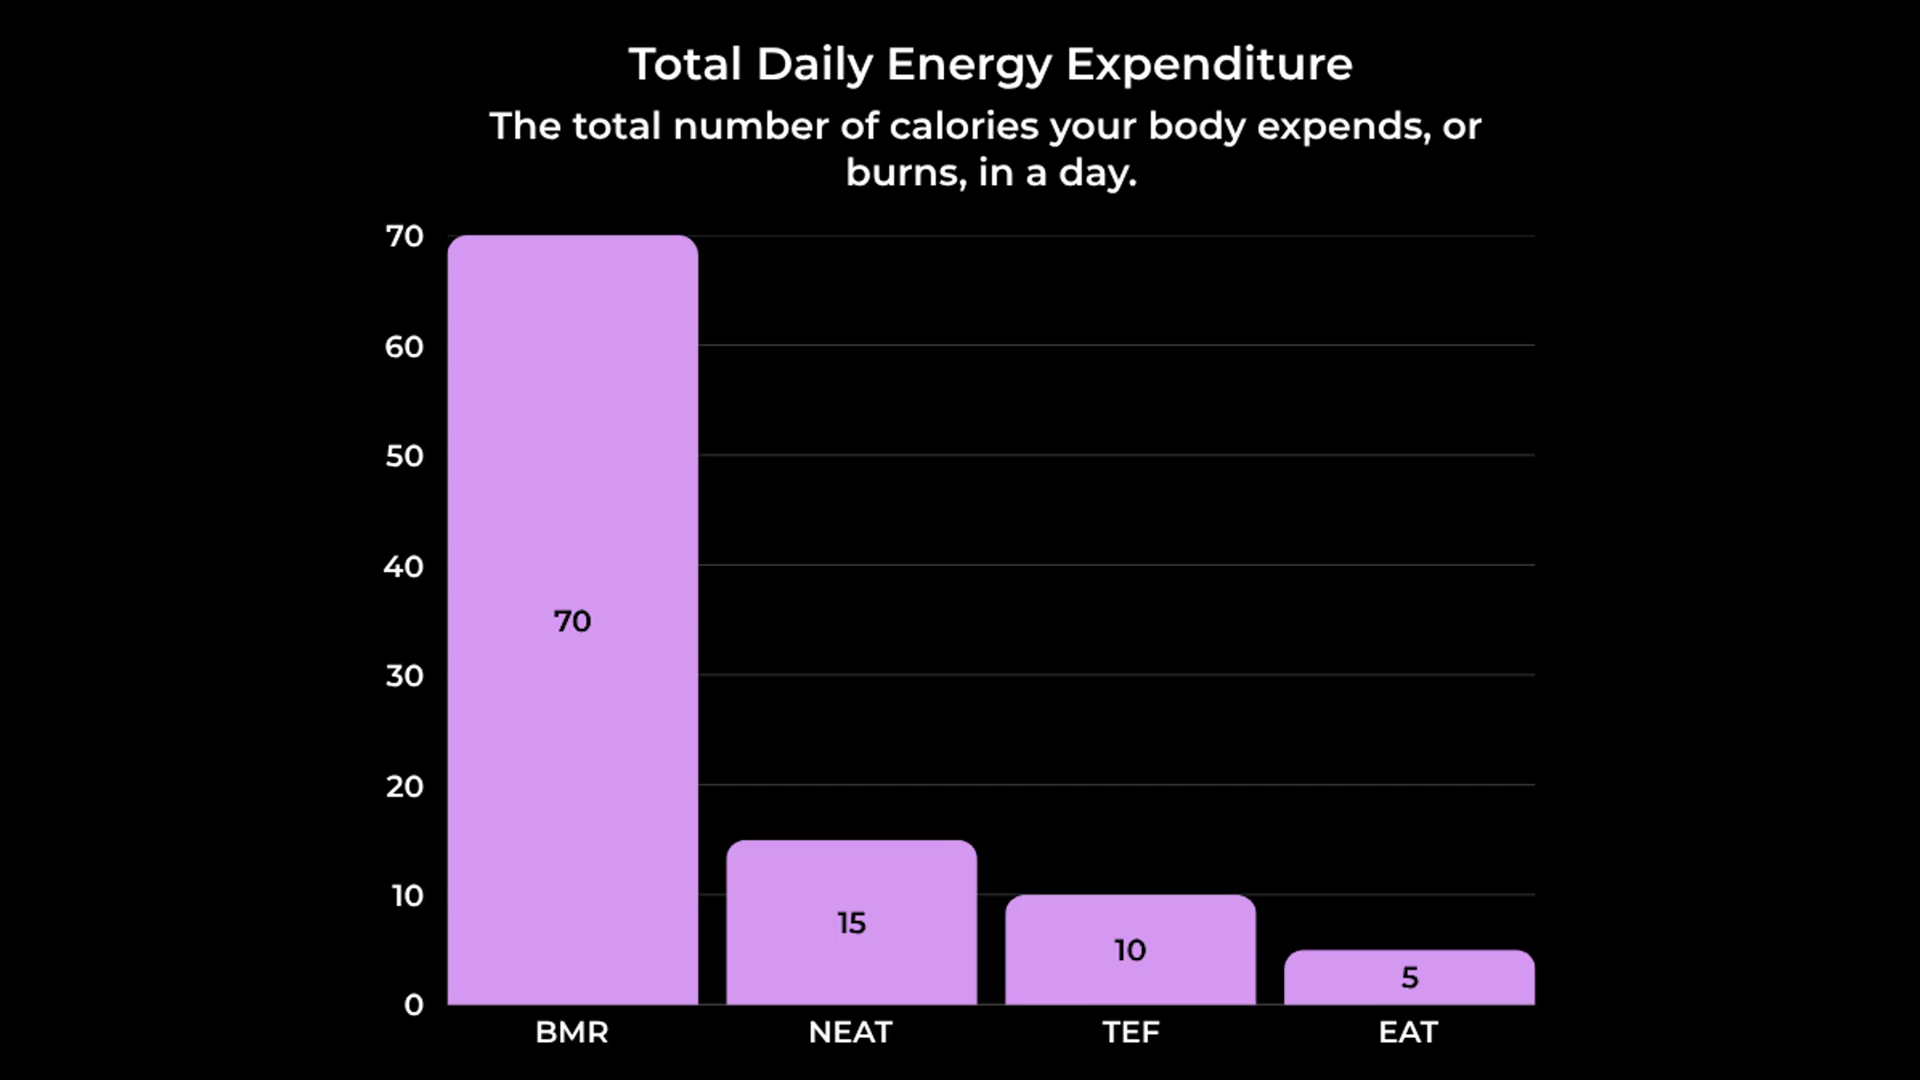 Total Daily Energy Expenditure
The total number of calories your body expends, or
burns, in a day.
70
60
50
40
30
20
10
0
70
15
10
5
BMR
NEAT
TEF
EAT